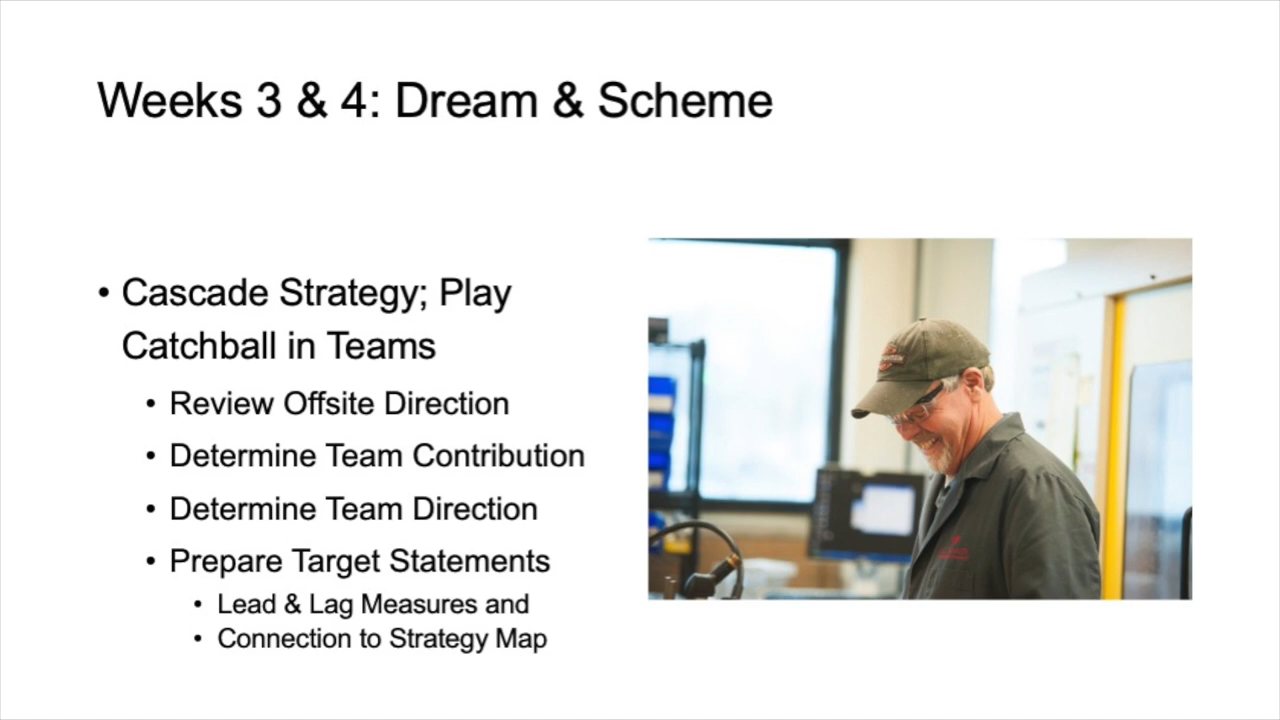 Weeks 3 & 4: Dream & Scheme
• Cascade Strategy; Play
Catchball in Teams
• Review Offsite Direction
• Determine Team Contribution
• Determine Team Direction
• Prepare Target Statements
• Lead & Lag Measures and
• Connection to Strategy Map